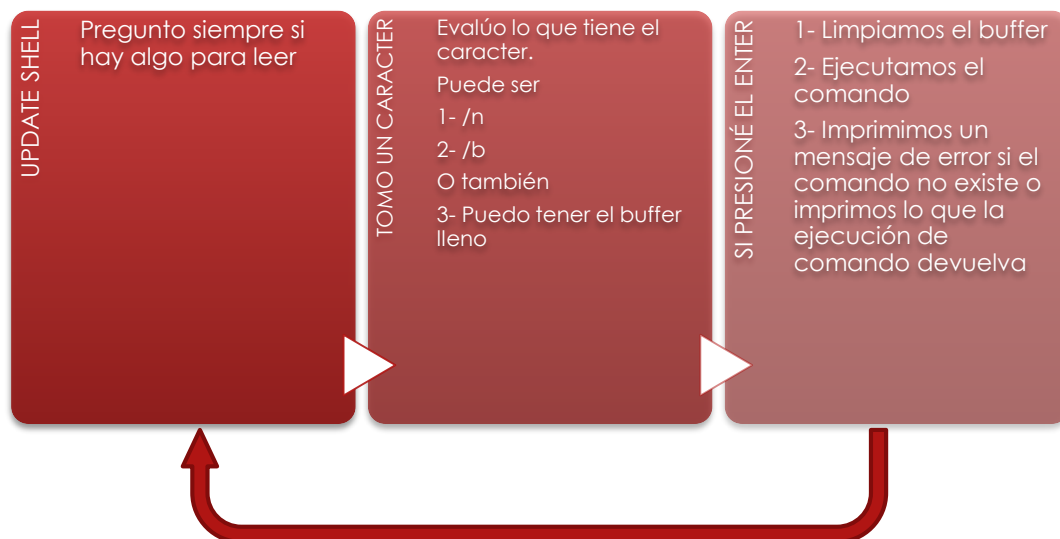 UPDATE SHELL
Pregunto siempre si
hay algo para leer
TOMO UN CARACTER
Evalúo lo que tiene el
caracter.
Puede ser
1- /n
2- /b
O también
3- Puedo tener el buffer
lleno
SI PRESIONÉ EL ENTER
1- Limpiamos el buffer
2- Ejecutamos el
comando
3- Imprimimos un
mensaje de error si el
comando no existe o
imprimos lo que la
ejecución de
comando devuelva